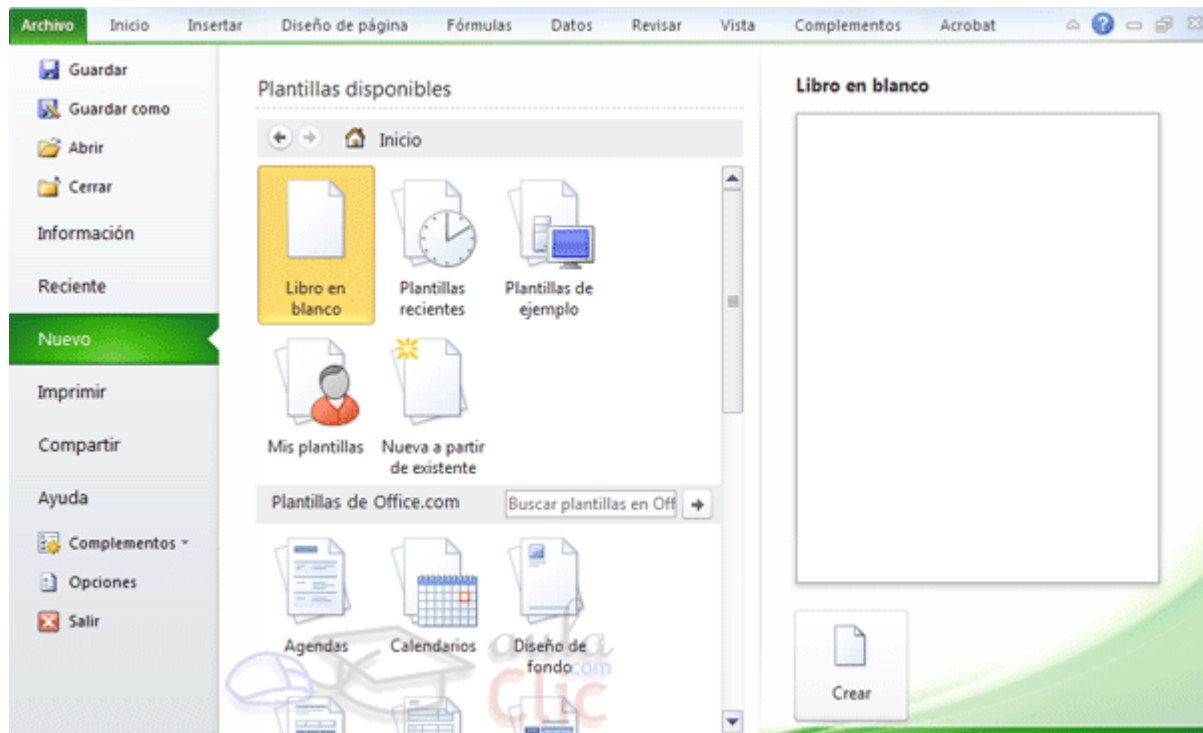 Archivo Inicio Insertar Diseño de página Fórmulas Datos Revisar Vista Complementos Acrobat
Guardar
Guardar como
Abrir
Cerrar
Información
Reciente
Nuevo
Imprimir
Compartir
Ayuda
Complementos
Opciones
Salir
Plantillas disponibles
Inicio
Libro en blanco
Plantillas recientes
Plantillas de ejemplo
Mis plantillas
Nueva a partir de existente
Plantillas de Office.com
Buscar plantillas en Off
Agendas
Calendarios
Diseño de fondo
aula
Clic
.com
Libro en blanco
Crear